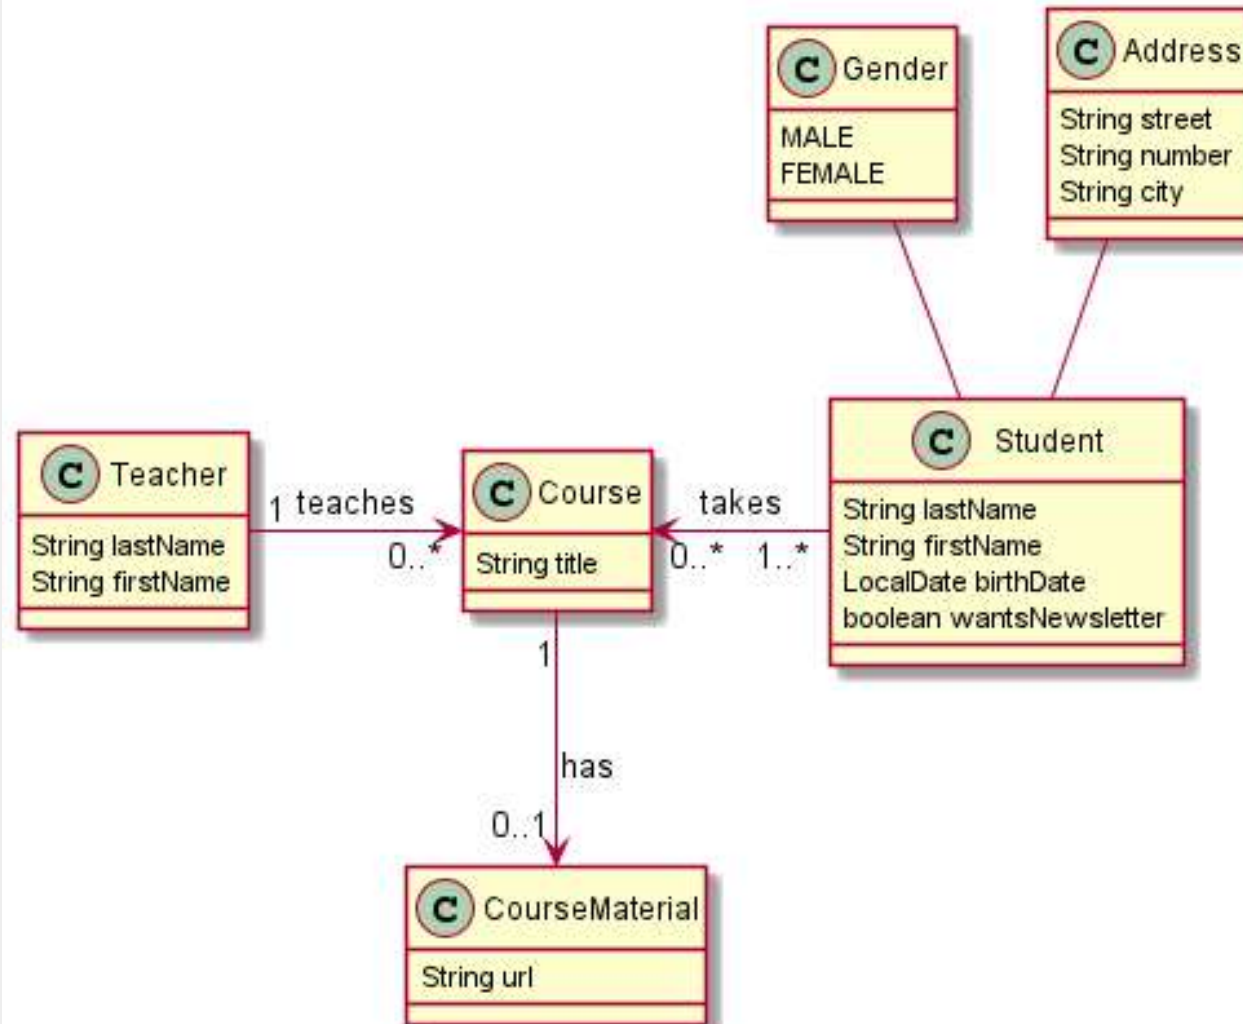 C Gender
MALE
FEMALE
C Address
String street
String number
String city
C Teacher
String lastName
String firstName
1 teaches
0..*
C Course
String title
takes
0..* 1..*
C Student
String lastName
String firstName
LocalDate birthDate
boolean wantsNewsletter
1
has
0..1
C CourseMaterial
String url